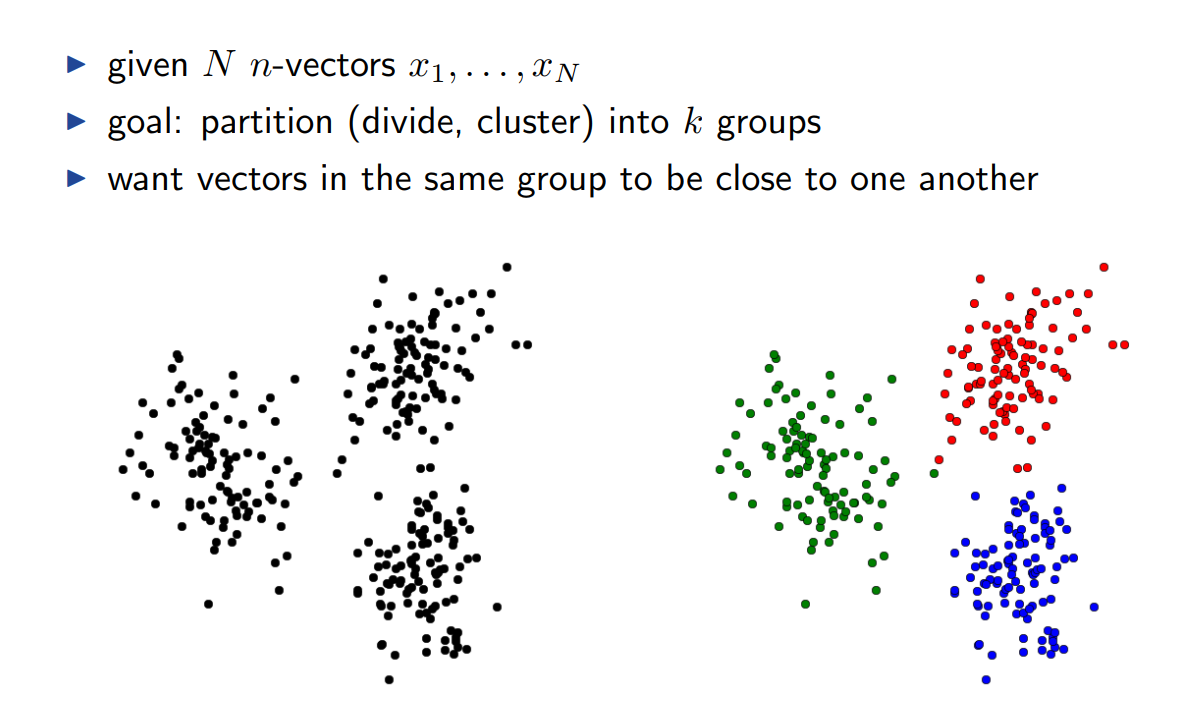 ▶ given N n-vectors x₁, . . . , x_N
▶ goal: partition (divide, cluster) into k groups
▶ want vectors in the same group to be close to one another